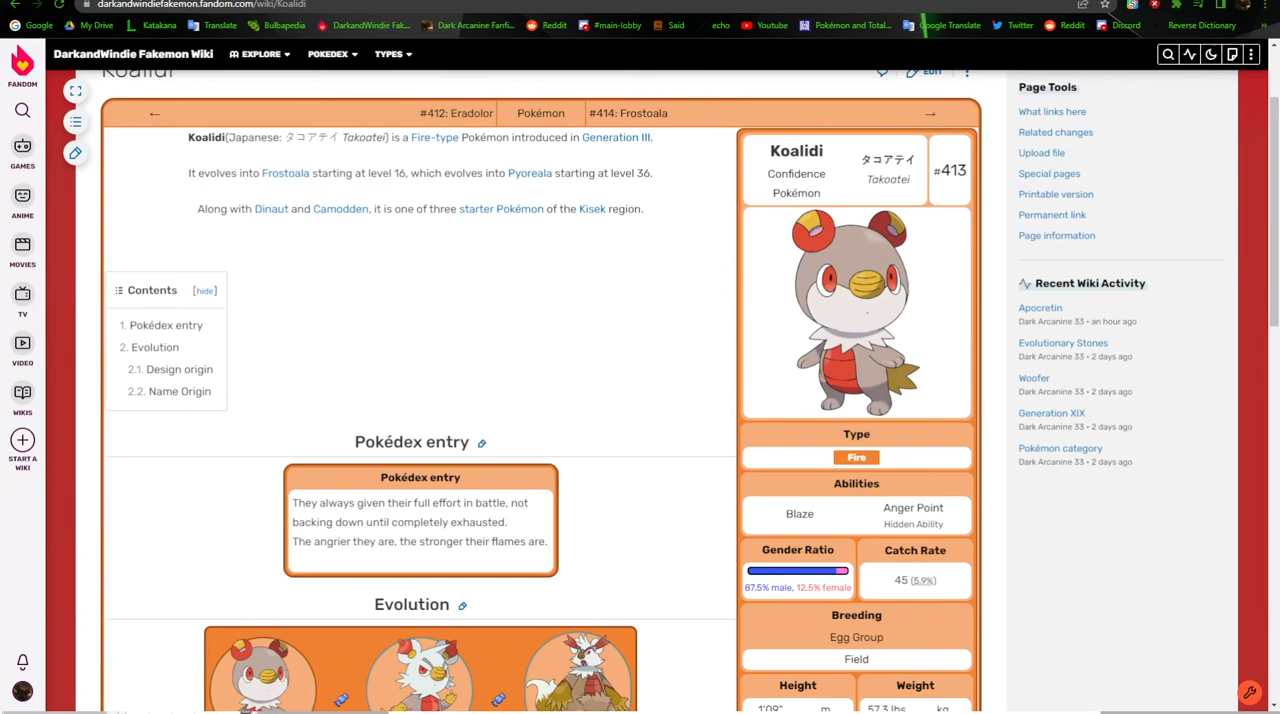 darkandwindiefakemon.fandom.com/wiki/Koalidi
Google
My Drive
Katakana
Translate
Bulbapedia
DarkandWindie Fak...
Dark Arcanine Fanfi...
Reddit
#main-lobby
Said
echo
YouTube
Pokémon and Total...
Google Translate
Twitter
Reddit
Discord
Reverse Dictionary
»
DarkandWindie Fakemon Wiki
EXPLORE
POKEDEX
TYPES
FANDOM
GAMES
ANIME
MOVIES
TV
VIDEO
WIKIS
START A
WIKI
Koalidi
EDIT
← #412: Eradolor
Pokémon
#414: Frostoala →
Koalidi(Japanese: タコアテイ Takoatei) is a Fire-type Pokémon introduced in Generation III.
It evolves into Frostoala starting at level 16, which evolves into Pyoreala starting at level 36.
Along with Dinaut and Camodden, it is one of three starter Pokémon of the Kisek region.
Contents [hide]
1. Pokédex entry
2. Evolution
2.1. Design origin
2.2. Name Origin
Pokédex entry
Pokédex entry
They always given their full effort in battle, not
backing down until completely exhausted.
The angrier they are, the stronger their flames are.
Evolution
Koalidi
Confidence
Pokémon
タコアテイ
Takoatei
#413
Type
Fire
Abilities
Blaze
Anger Point
Hidden Ability
Gender Ratio
87.5% male, 12.5% female
Catch Rate
45 (5.9%)
Breeding
Egg Group
Field
Height
Weight
1'09" m
57.3 lbs kg
Page Tools
What links here
Related changes
Upload file
Special pages
Printable version
Permanent link
Page information
Recent Wiki Activity
Apocretin
Dark Arcanine 33 • an hour ago
Evolutionary Stones
Dark Arcanine 33 • 2 days ago
Woofer
Dark Arcanine 33 • 2 days ago
Generation XIX
Dark Arcanine 33 • 2 days ago
Pokémon category
Dark Arcanine 33 • 2 days ago